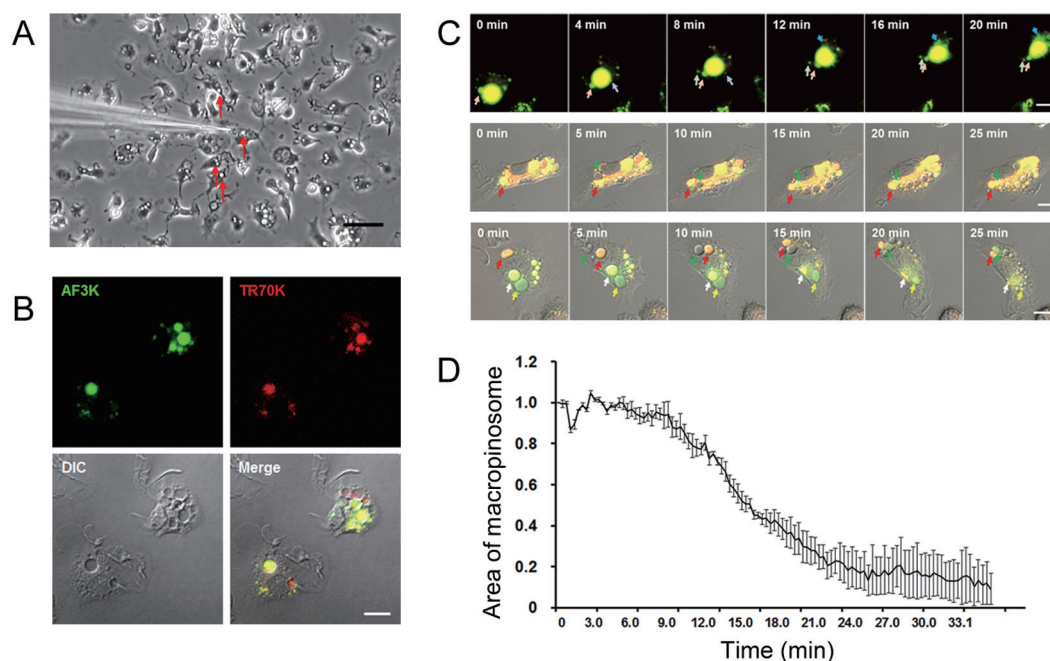 A
B
AF3K
TR70K
DIC
Merge
C
0 min 4 min 8 min 12 min 16 min 20 min
0 min 5 min 10 min 15 min 20 min 25 min
0 min 5 min 10 min 15 min 20 min 25 min
D
Area of macropinosome
1.2
1.0
0.8
0.6
0.4
0.2
0
0 3.0 6.0 9.0 12.0 15.0 18.0 21.0 24.0 27.0 30.0 33.1
Time (min)